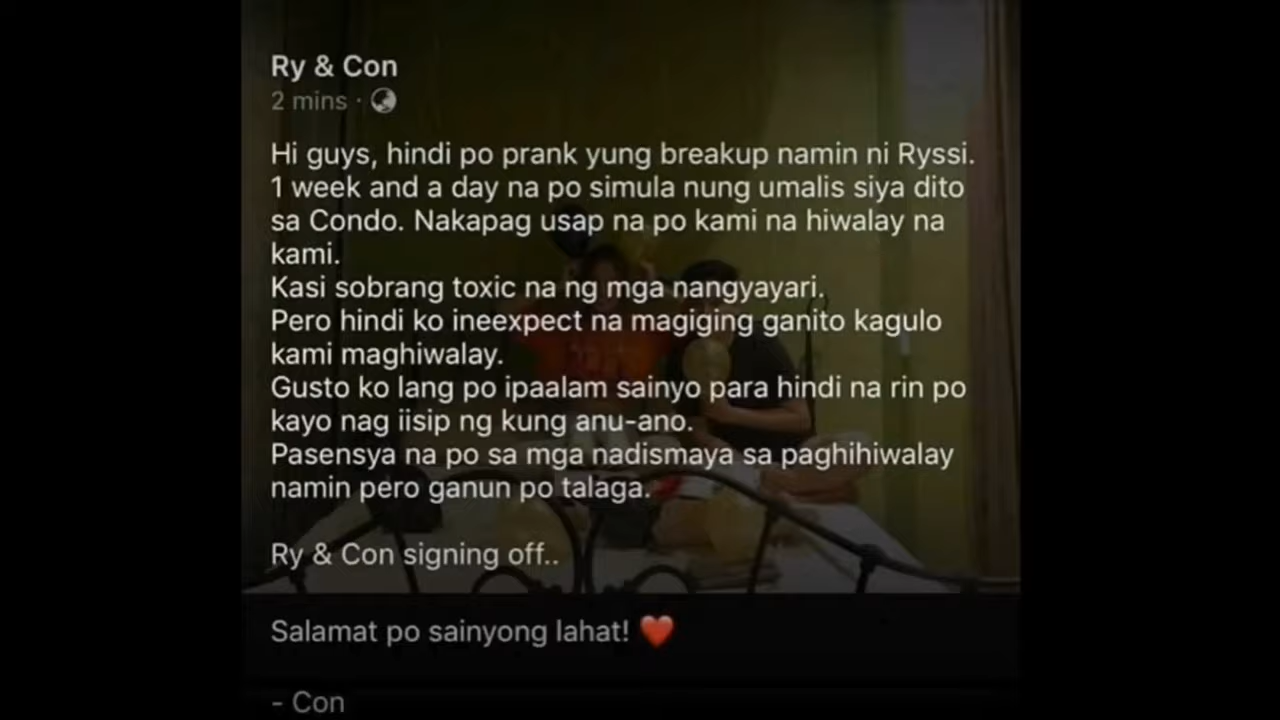 Ry & Con
2 mins ·
Hi guys, hindi po prank yung breakup namin ni Ryssi.
1 week and a day na po simula nung umalis siya dito
sa Condo. Nakapag usap na po kami na hiwalay na
kami.
Kasi sobrang toxic na ng mga nangyayari.
Pero hindi ko ineexpect na magiging ganito kagulo
kami maghiwalay.
Gusto ko lang po ipaalam sainyo para hindi na rin po
kayo nag iisip ng kung anu-ano.
Pasensya na po sa mga nadismaya sa paghihiwalay
namin pero ganun po talaga.
Ry & Con signing off..
Salamat po sainyong lahat! ❤️
- Con